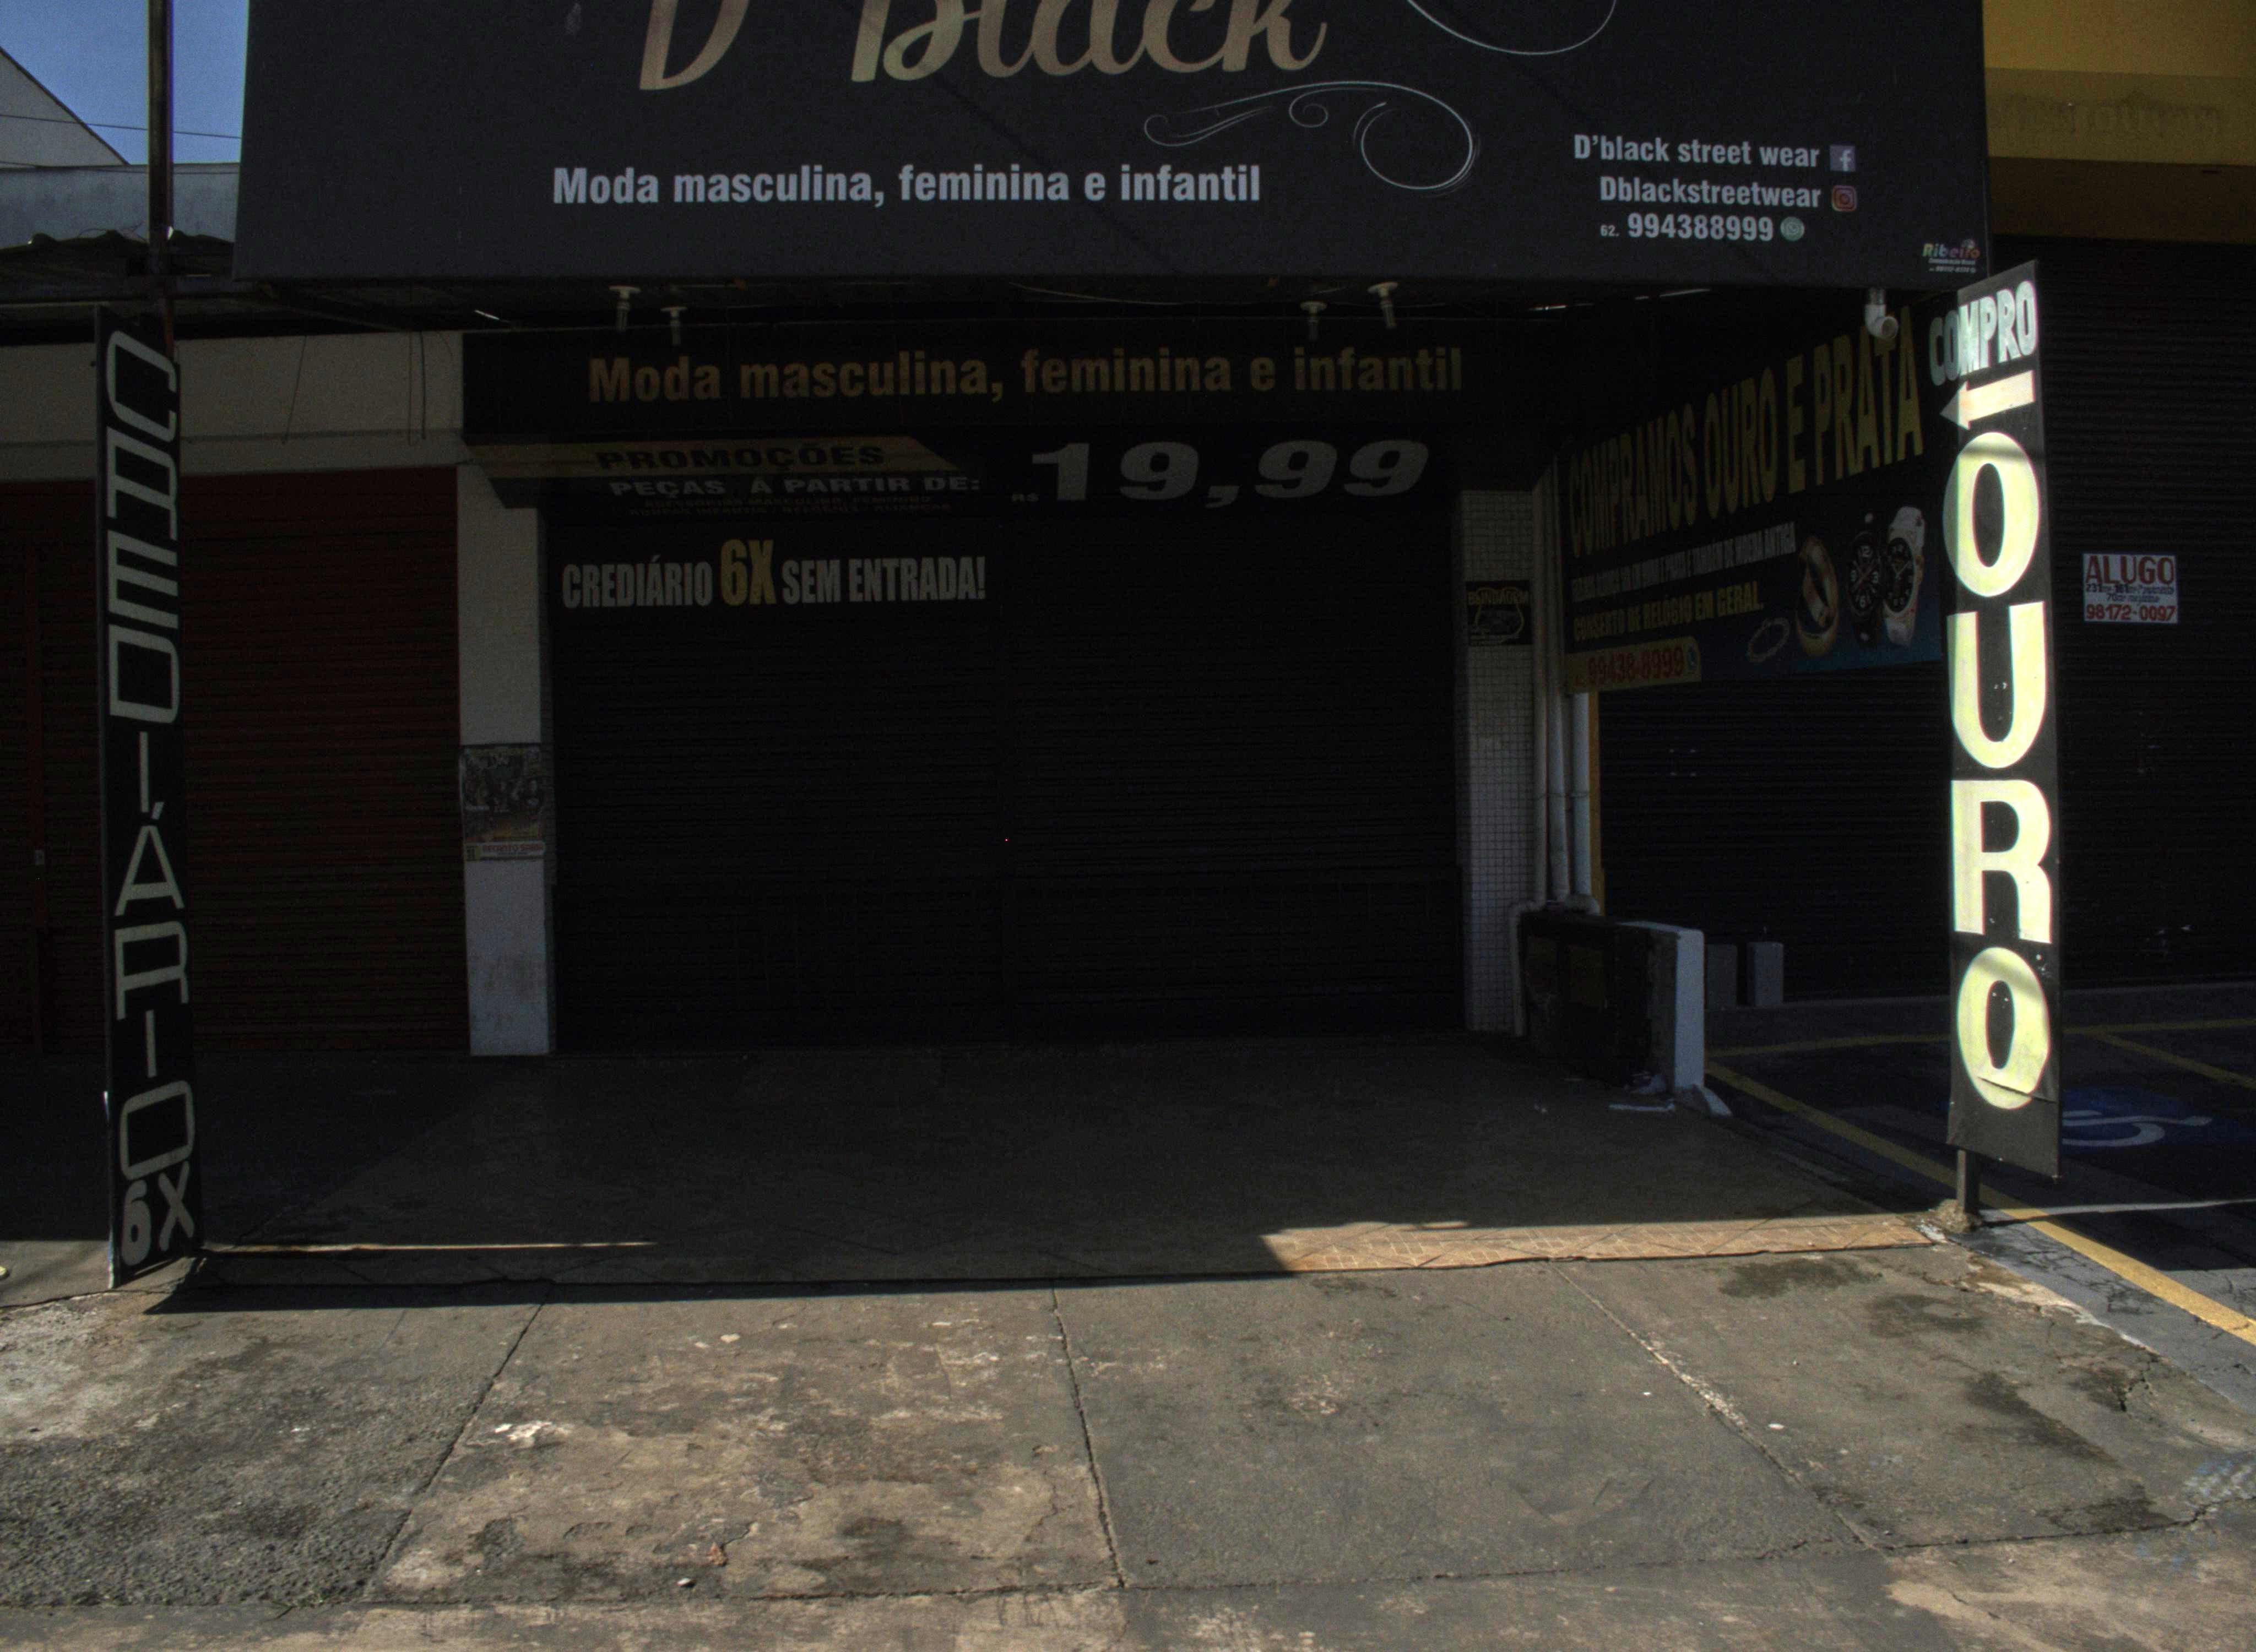 D'Black
Moda masculina, feminina e infantil
D'black street wear
Dblackstreetwear
62. 994388999
Ribeiro
Moda masculina, feminina e infantil
PROMOÇÕES
PEÇAS A PARTIR DE:
R$ 19,99
CREDIÁRIO 6X SEM ENTRADA!
CREDIÁRIO
6X
COMPRAMOS OURO E PRATA
CONSERTO DE RELÓGIO EM GERAL
99438-8999
COMPRO
OURO
ALUGO
98172-0097